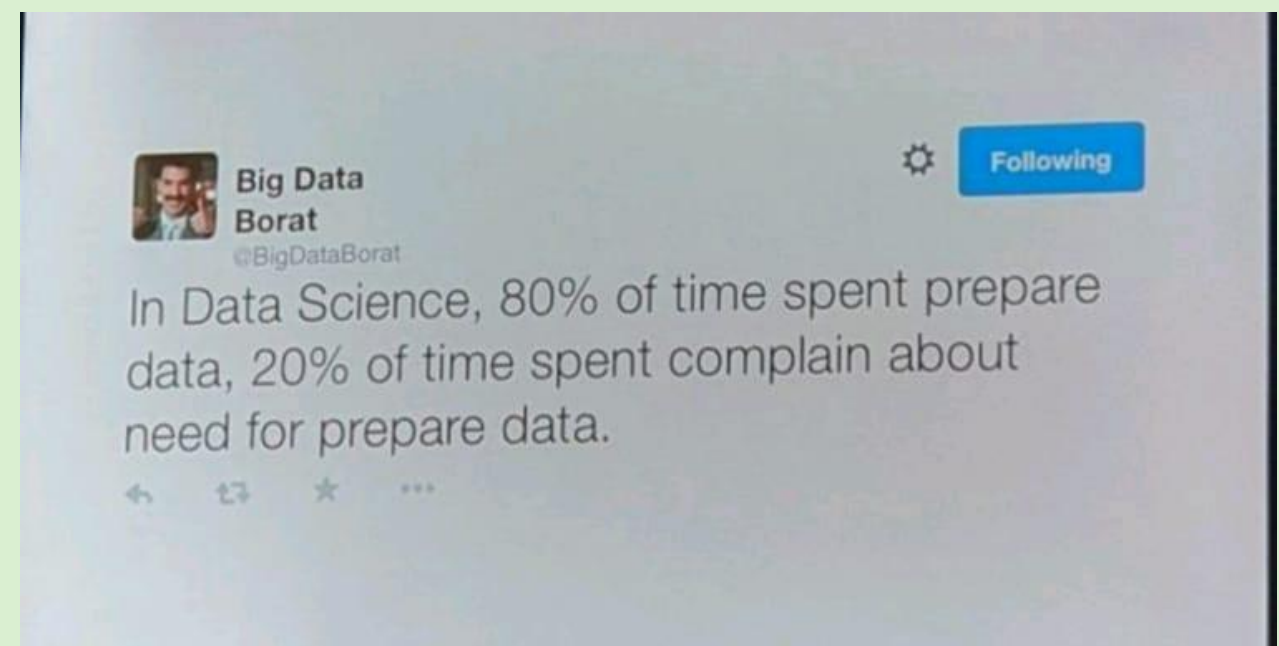 Big Data
Borat
@BigDataBorat
Following
In Data Science, 80% of time spent prepare
data, 20% of time spent complain about
need for prepare data.